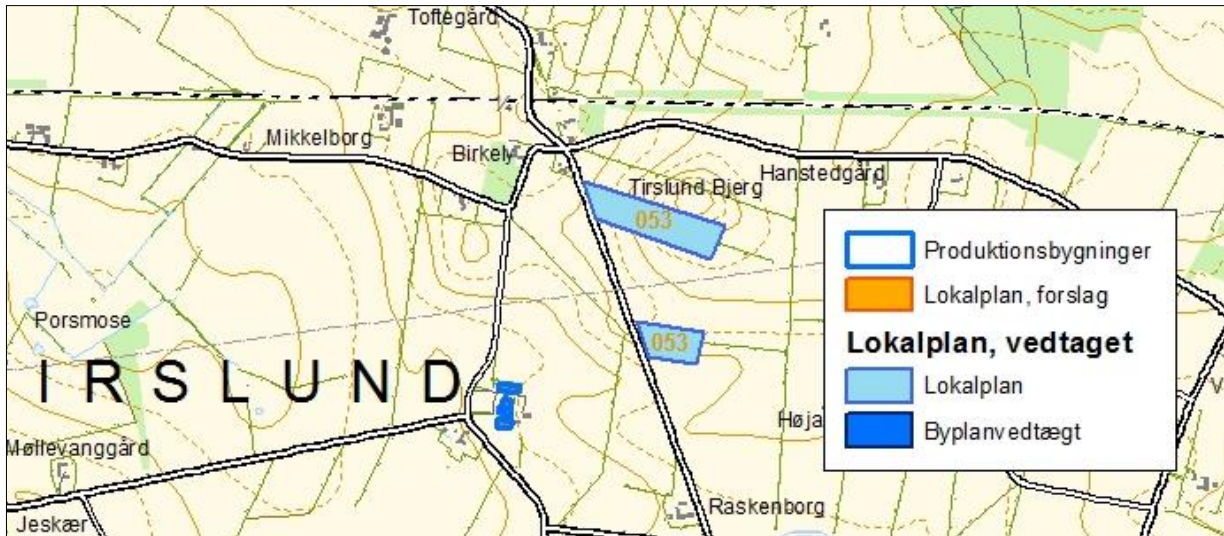 Toftegård
Mikkelborg
Birkely
Hanstedgård
Tirslund Bjerg
053
Produktionsbygninger
Lokalplan, forslag
Porsmose
053
Lokalplan, vedtaget
IRSLUND
Lokalplan
V
Høja
Byplanvedtægt
Møllevanggård
Raskenborg
Jeskær